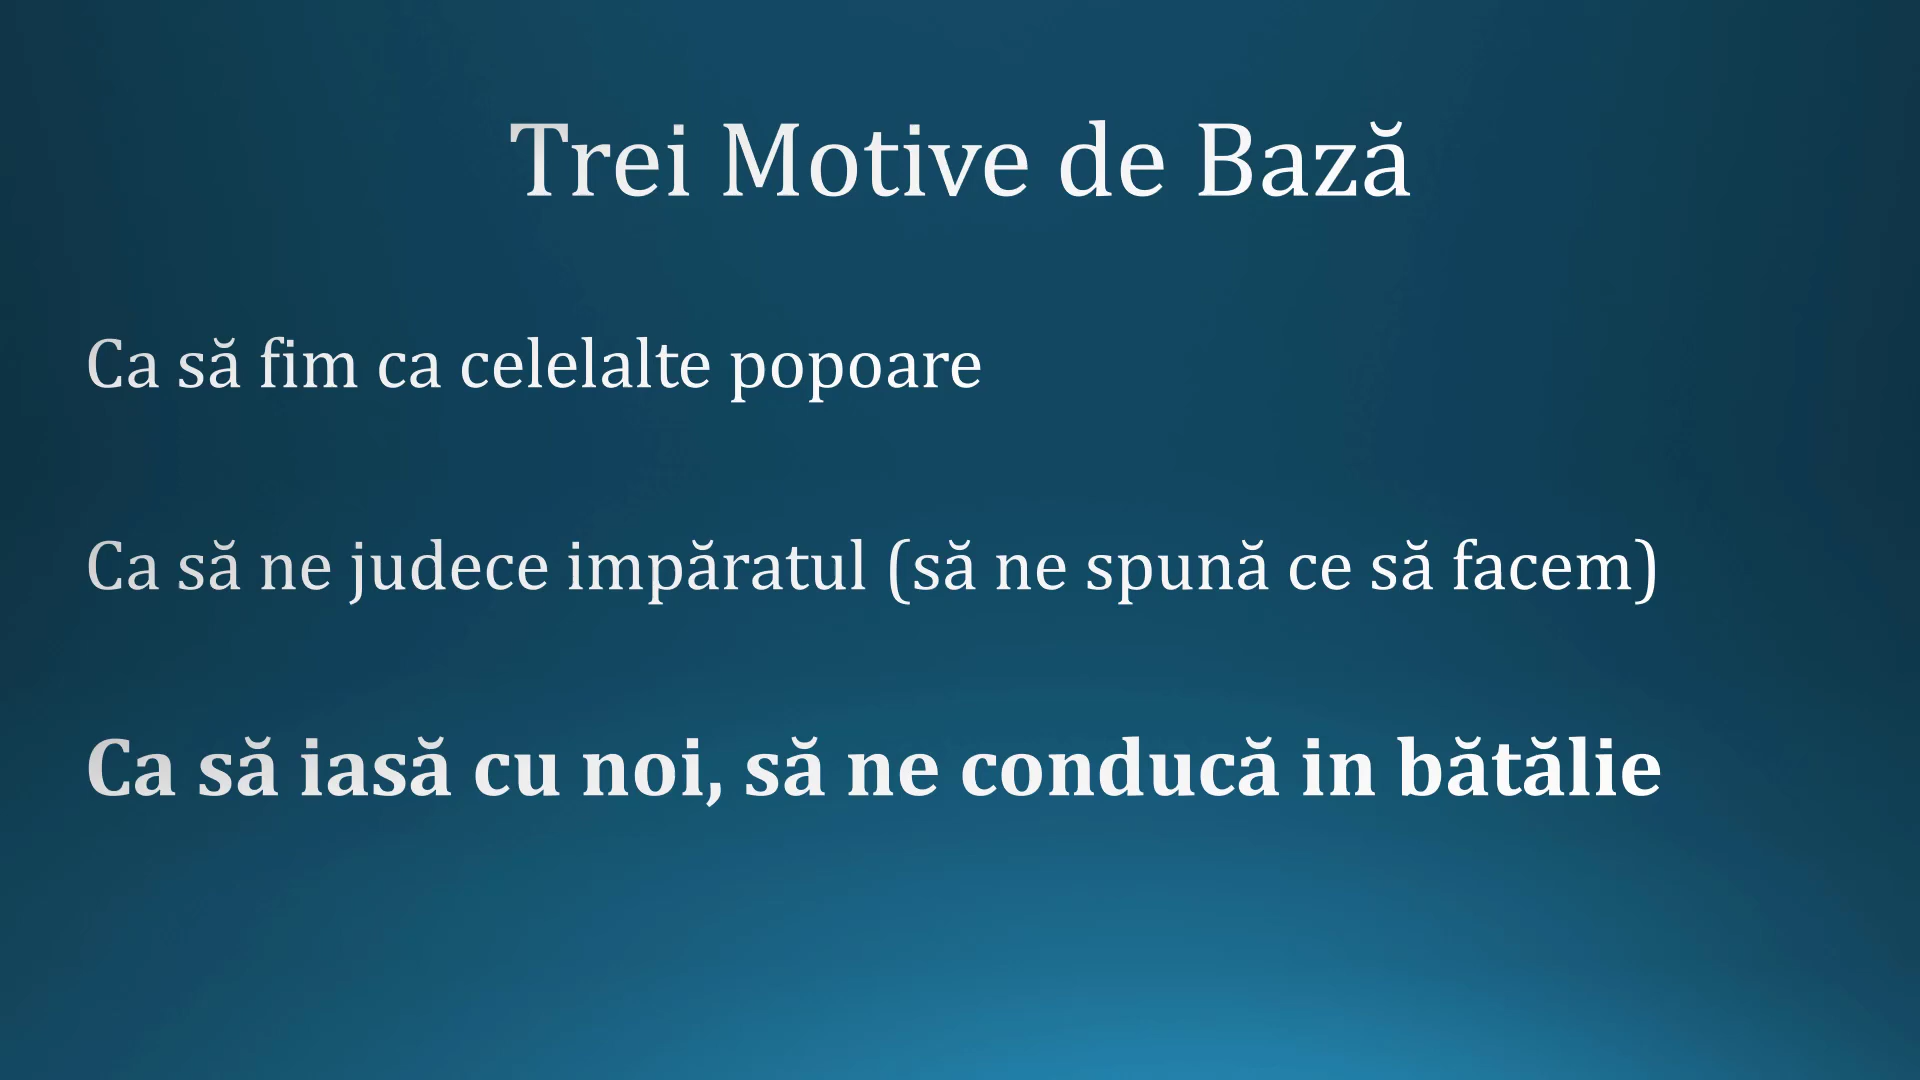 Trei Motive de Bază
Ca să fim ca celelalte popoare
Ca să ne judece impăratul (să ne spună ce să facem)
Ca să iasă cu noi, să ne conducă in bătălie